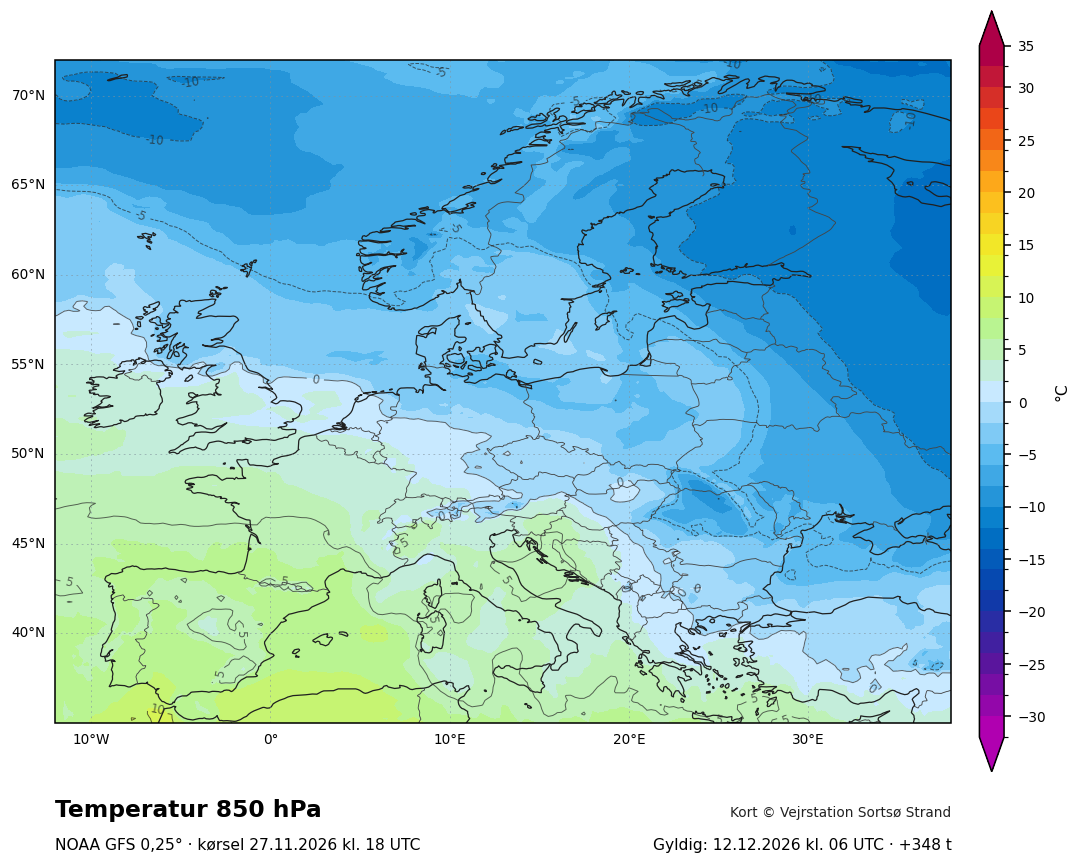 70°N
65°N
60°N
55°N
50°N
45°N
40°N
10°W
0°
10°E
20°E
30°E
35
30
25
20
15
10
5
0
−5
−10
−15
−20
−25
−30
°C
Temperatur 850 hPa
Kort © Vejrstation Sortsø Strand
NOAA GFS 0,25° · kørsel 27.11.2026 kl. 18 UTC
Gyldig: 12.12.2026 kl. 06 UTC · +348 t